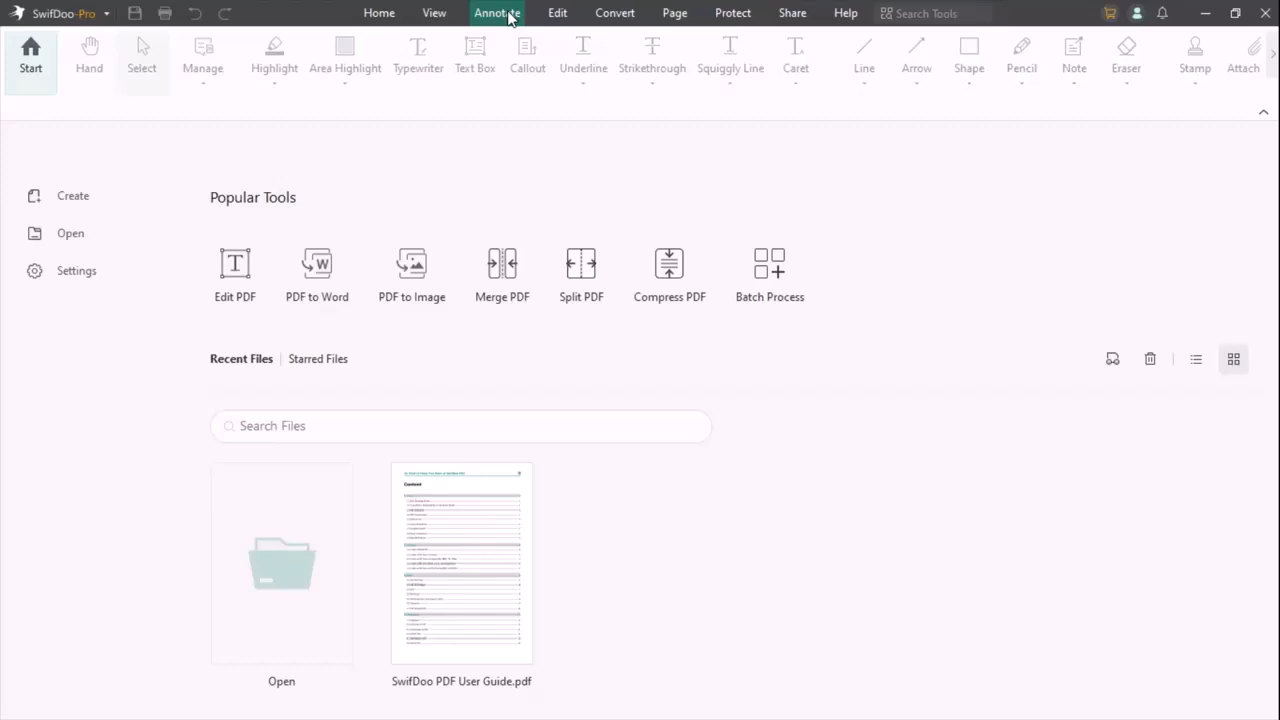 SwifDoo-Pro Home View Annotate Edit Convert Page Protect Share Help Search Tools
Start Hand Select Manage Highlight Area Highlight Typewriter Text Box Callout Underline Strikethrough Squiggly Line Caret Line Arrow Shape Pencil Note Eraser Stamp Attach
Create
Open
Settings
Popular Tools
Edit PDF PDF to Word PDF to Image Merge PDF Split PDF Compress PDF Batch Process
Recent Files Starred Files
Search Files
Content
Open SwifDoo PDF User Guide.pdf